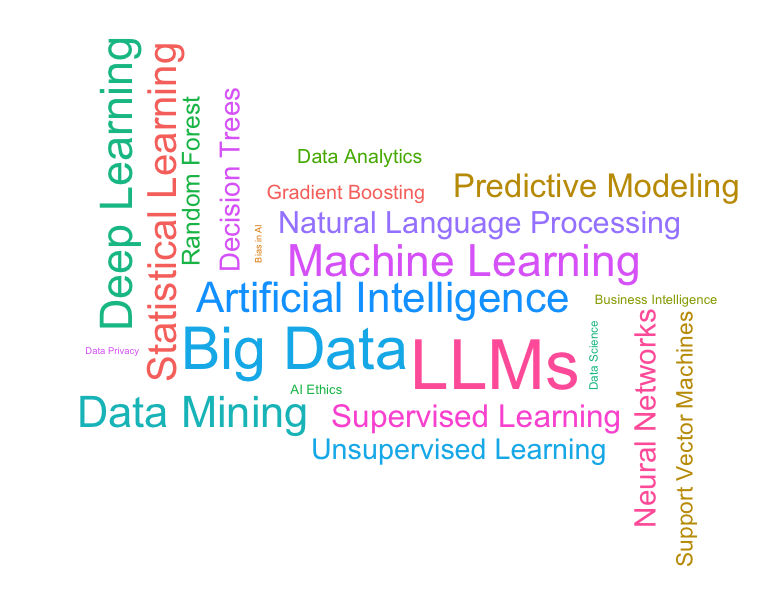 Deep Learning
Statistical Learning
Random Forest
Decision Trees
Data Analytics
Predictive Modeling
Gradient Boosting
Natural Language Processing
Bias in AI
Machine Learning
Artificial Intelligence
Business Intelligence
Big Data
LLMs
Data Science
Neural Networks
Support Vector Machines
Data Privacy
AI Ethics
Data Mining
Supervised Learning
Unsupervised Learning